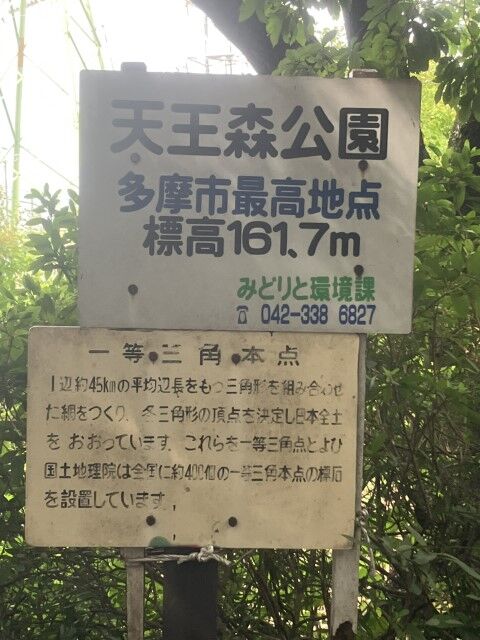 天王森公園
多摩市最高地点
標高161.7m
みどりと環境課
☎ 042-338 6827
一等三角本点
1辺約45kmの平均辺長をもつ三角形を組み合わせ
た網をつくり、各三角形の頂点を決定し日本全土
を おおっています。これらを一等三角点とよび
国土地理院は全国に約400個の一等三角本点の標石
を設置しています。